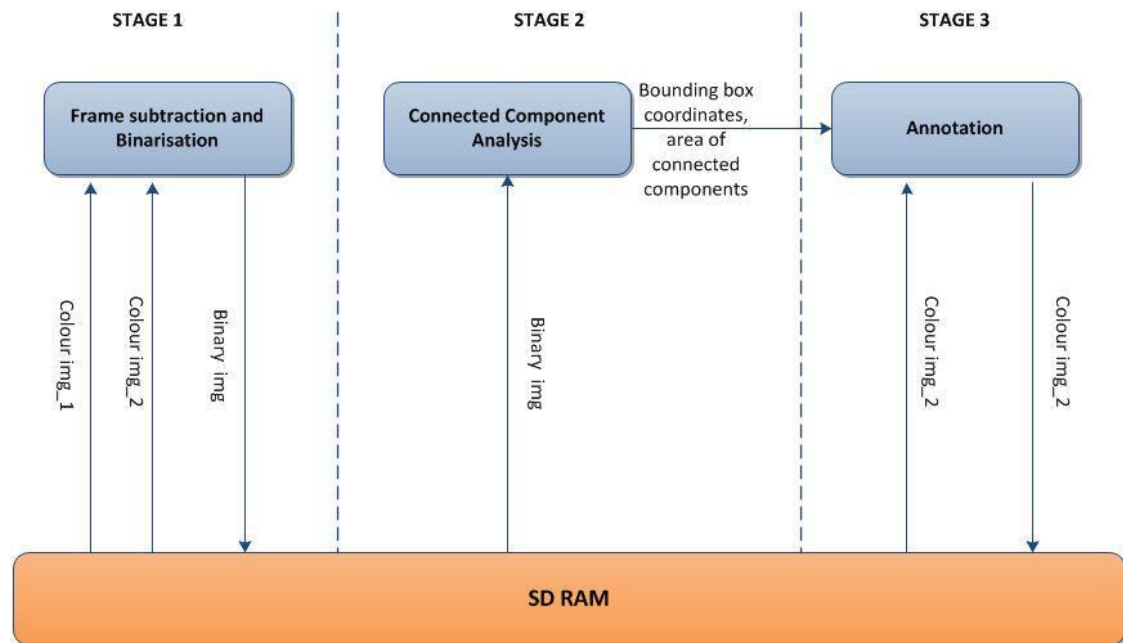 STAGE 1
STAGE 2
STAGE 3
Frame subtraction and
Binarisation
Connected Component
Analysis
Bounding box
coordinates,
area of
connected
components
Annotation
Colour img_1
Colour img_2
Binary img
Binary img
Colour img_2
Colour img_2
SD RAM